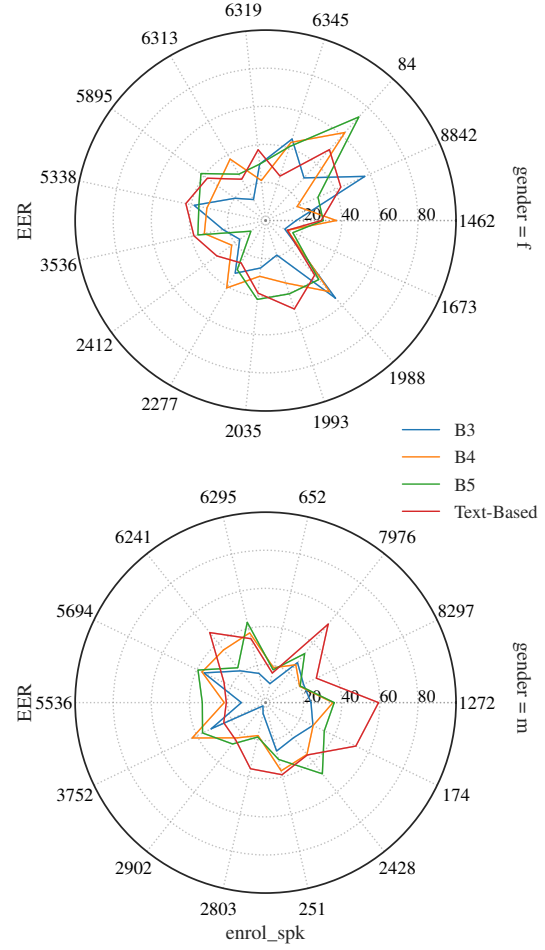 6319
6345
6313
84
5895
8842
5338
EER
20 40 60 80
1462
gender = f
3536
1673
2412
1988
2277
1993
2035
B3
B4
B5
Text-Based
6295
652
6241
7976
5694
8297
EER
5536
20 40 60 80
1272
gender = m
3752
174
2902
2428
2803
251
enrol_spk